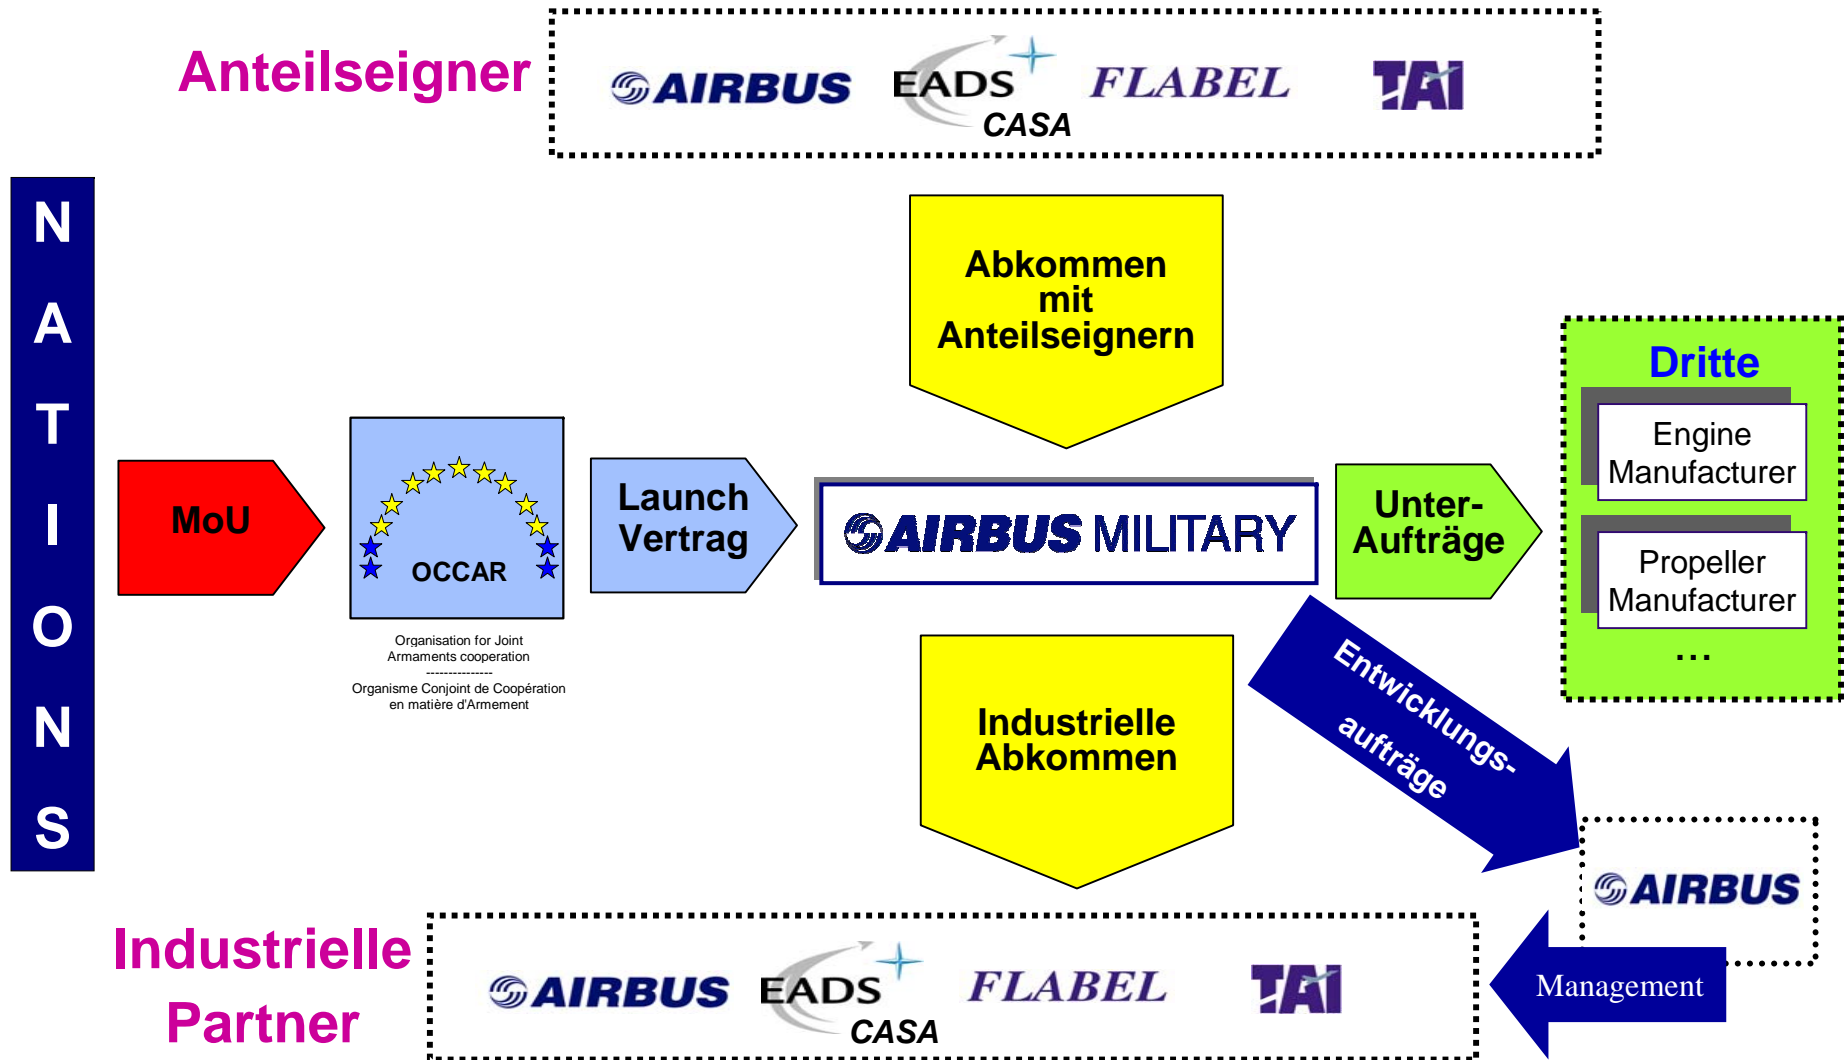 Anteilseigner
AIRBUS
EADS
CASA
FLABEL
TAI
N
A
T
I
O
N
S
Abkommen
mit
Anteilseignern
MoU
OCCAR
Organisation for Joint
Armaments cooperation
---------------
Organisme Conjoint de Coopération
en matière d'Armement
Launch
Vertrag
AIRBUS MILITARY
Unter-
Aufträge
Dritte
Engine
Manufacturer
Propeller
Manufacturer
...
Industrielle
Abkommen
Entwicklungs-
aufträge
AIRBUS
Management
Industrielle
Partner
AIRBUS
EADS
CASA
FLABEL
TAI